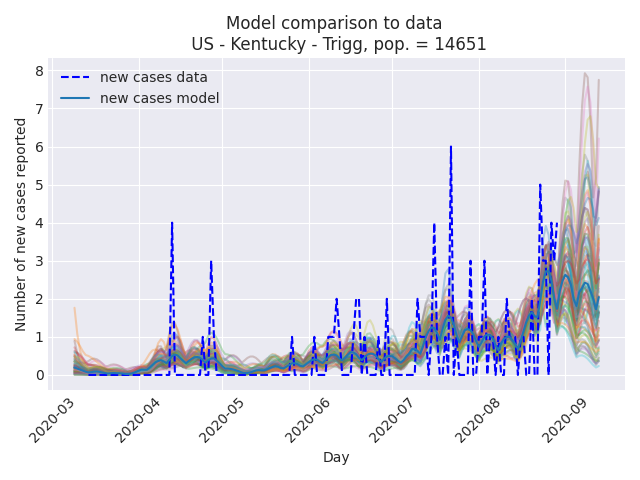 Model comparison to data
US - Kentucky - Trigg, pop. = 14651
new cases data
new cases model
Number of new cases reported
8
7
6
5
4
3
2
1
0
2020-03
2020-04
2020-05
2020-06
2020-07
2020-08
2020-09
Day